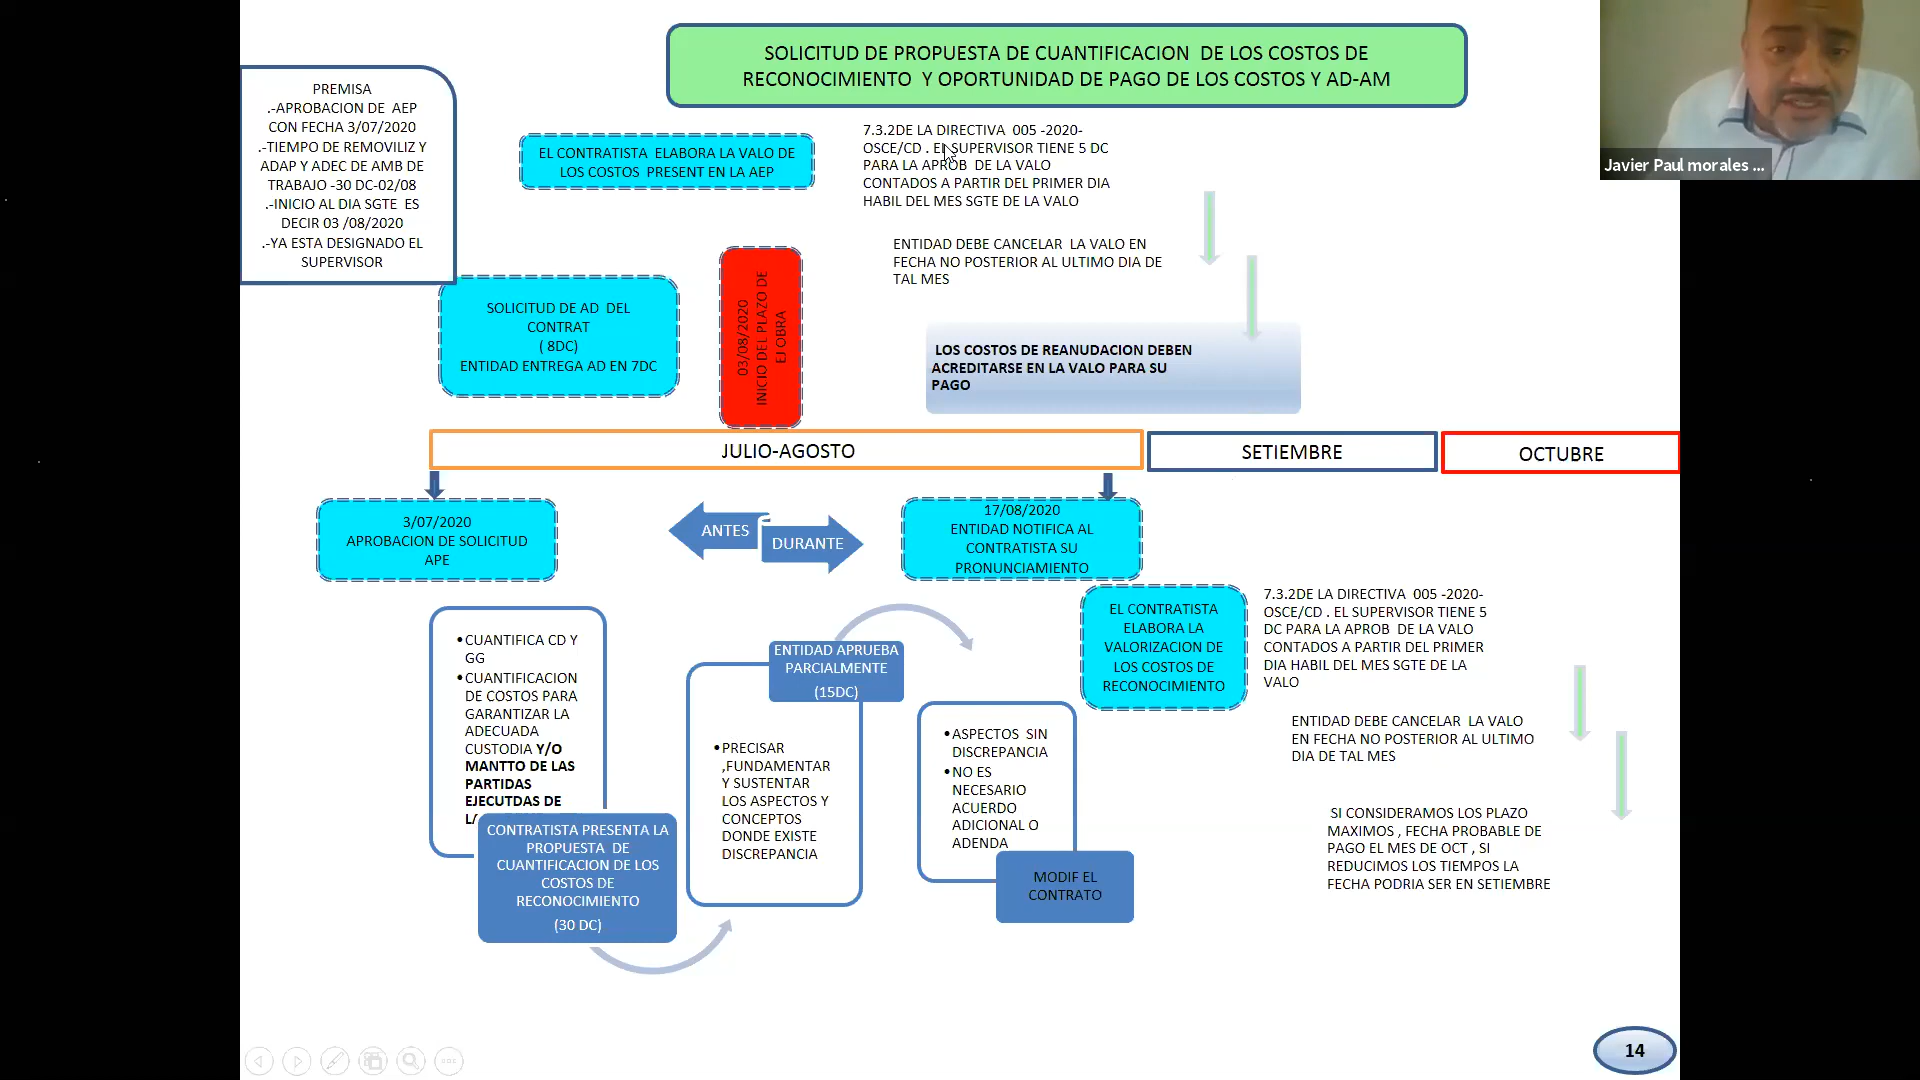 SOLICITUD DE PROPUESTA DE CUANTIFICACION DE LOS COSTOS DE
RECONOCIMIENTO Y OPORTUNIDAD DE PAGO DE LOS COSTOS Y AD-AM
Javier Paul morales ...
PREMISA
.-APROBACION DE AEP
CON FECHA 3/07/2020
.-TIEMPO DE REMOVILIZ Y
ADAP Y ADEC DE AMB DE
TRABAJO -30 DC-02/08
.-INICIO AL DIA SGTE ES
DECIR 03 /08/2020
.-YA ESTA DESIGNADO EL
SUPERVISOR
EL CONTRATISTA ELABORA LA VALO DE
LOS COSTOS PRESENT EN LA AEP
7.3.2DE LA DIRECTIVA 005 -2020-
OSCE/CD . EL SUPERVISOR TIENE 5 DC
PARA LA APROB DE LA VALO
CONTADOS A PARTIR DEL PRIMER DIA
HABIL DEL MES SGTE DE LA VALO
ENTIDAD DEBE CANCELAR LA VALO EN
FECHA NO POSTERIOR AL ULTIMO DIA DE
TAL MES
SOLICITUD DE AD DEL
CONTRAT
( 8DC)
ENTIDAD ENTREGA AD EN 7DC
03/08/2020
INICIO DEL PLAZO DE
EJ OBRA
LOS COSTOS DE REANUDACION DEBEN
ACREDITARSE EN LA VALO PARA SU
PAGO
JULIO-AGOSTO
SETIEMBRE
OCTUBRE
3/07/2020
APROBACION DE SOLICITUD
APE
ANTES
DURANTE
17/08/2020
ENTIDAD NOTIFICA AL
CONTRATISTA SU
PRONUNCIAMIENTO
EL CONTRATISTA
ELABORA LA
VALORIZACION DE
LOS COSTOS DE
RECONOCIMIENTO
7.3.2DE LA DIRECTIVA 005 -2020-
OSCE/CD . EL SUPERVISOR TIENE 5
DC PARA LA APROB DE LA VALO
CONTADOS A PARTIR DEL PRIMER
DIA HABIL DEL MES SGTE DE LA
VALO
ENTIDAD DEBE CANCELAR LA VALO
EN FECHA NO POSTERIOR AL ULTIMO
DIA DE TAL MES
SI CONSIDERAMOS LOS PLAZO
MAXIMOS , FECHA PROBABLE DE
PAGO EL MES DE OCT , SI
REDUCIMOS LOS TIEMPOS LA
FECHA PODRIA SER EN SETIEMBRE
•CUANTIFICA CD Y
GG
•CUANTIFICACION
DE COSTOS PARA
GARANTIZAR LA
ADECUADA
CUSTODIA Y/O
MANTTO DE LAS
PARTIDAS
EJECUTDAS DE
CONTRATISTA PRESENTA LA
PROPUESTA DE
CUANTIFICACION DE LOS
COSTOS DE
RECONOCIMIENTO
(30 DC)
ENTIDAD APRUEBA
PARCIALMENTE
(15DC)
•PRECISAR
,FUNDAMENTAR
Y SUSTENTAR
LOS ASPECTOS Y
CONCEPTOS
DONDE EXISTE
DISCREPANCIA
•ASPECTOS SIN
DISCREPANCIA
•NO ES
NECESARIO
ACUERDO
ADICIONAL O
ADENDA
MODIF EL
CONTRATO
14